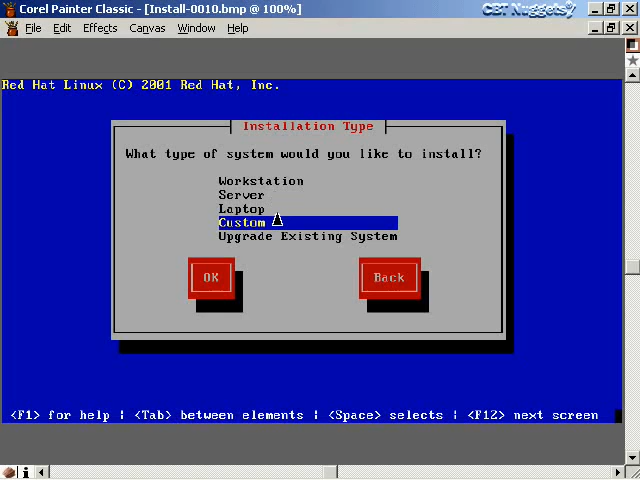 Corel Painter Classic - [Install-0010.bmp @ 100%]
CBT Nuggets
File Edit Effects Canvas Window Help
Red Hat Linux (C) 2001 Red Hat, Inc.
Installation Type
What type of system would you like to install?
Workstation
Server
Laptop
Custom
Upgrade Existing System
OK Back
<F1> for help | <Tab> between elements | <Space> selects | <F12> next screen